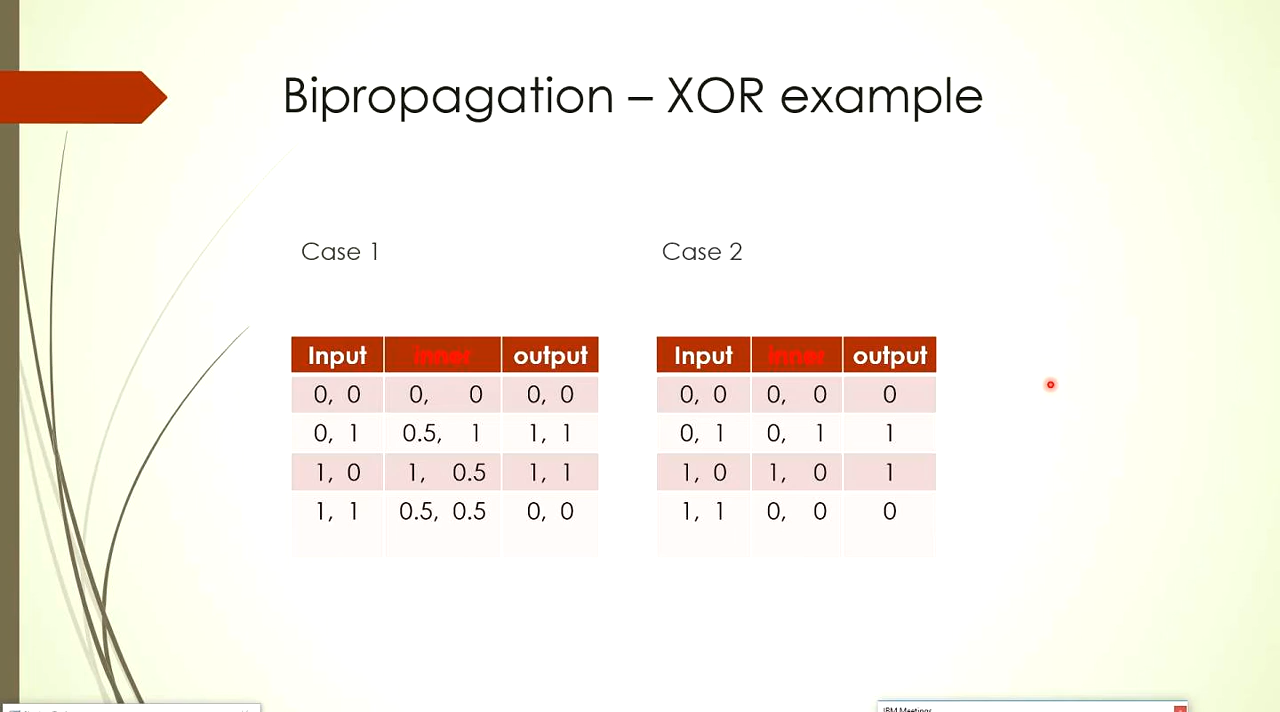 Bipropagation – XOR example
Case 1
Case 2
Input inner output
0, 0 0, 0 0, 0
0, 1 0.5, 1 1, 1
1, 0 1, 0.5 1, 1
1, 1 0.5, 0.5 0, 0
Input inner output
0, 0 0, 0 0
0, 1 0, 1 1
1, 0 1, 0 1
1, 1 0, 0 0
IBM Meetings